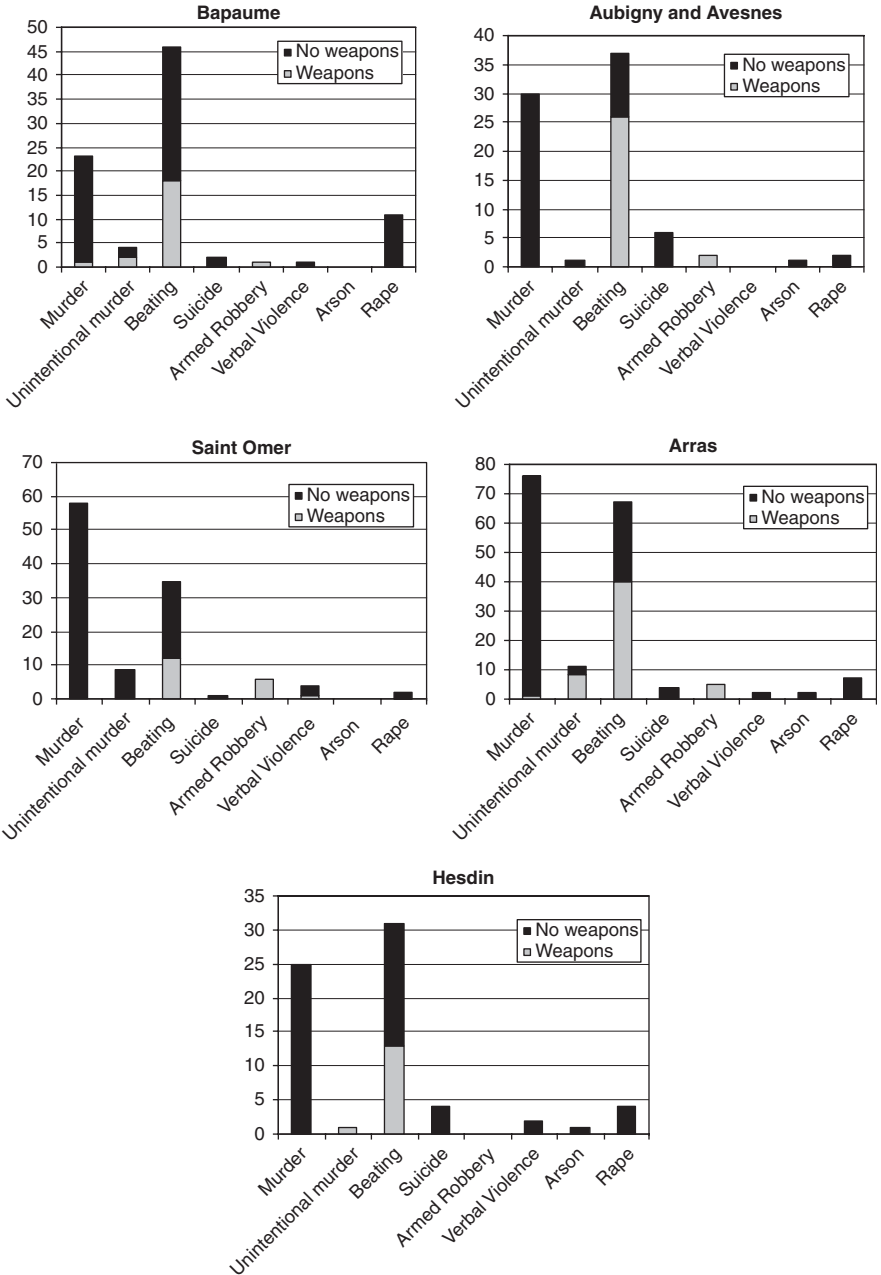 Bapaume
50
45
40
35
30
25
20
15
10
5
0
No weapons
Weapons
Murder
Unintentional murder
Beating
Suicide
Armed Robbery
Verbal Violence
Arson
Rape
Aubigny and Avesnes
40
35
30
25
20
15
10
5
0
No weapons
Weapons
Murder
Unintentional murder
Beating
Suicide
Armed Robbery
Verbal Violence
Arson
Rape
Saint Omer
70
60
50
40
30
20
10
0
No weapons
Weapons
Murder
Unintentional murder
Beating
Suicide
Armed Robbery
Verbal Violence
Arson
Rape
Arras
80
70
60
50
40
30
20
10
0
No weapons
Weapons
Murder
Unintentional murder
Beating
Suicide
Armed Robbery
Verbal Violence
Arson
Rape
Hesdin
35
30
25
20
15
10
5
0
No weapons
Weapons
Murder
Unintentional murder
Beating
Suicide
Armed Robbery
Verbal Violence
Arson
Rape